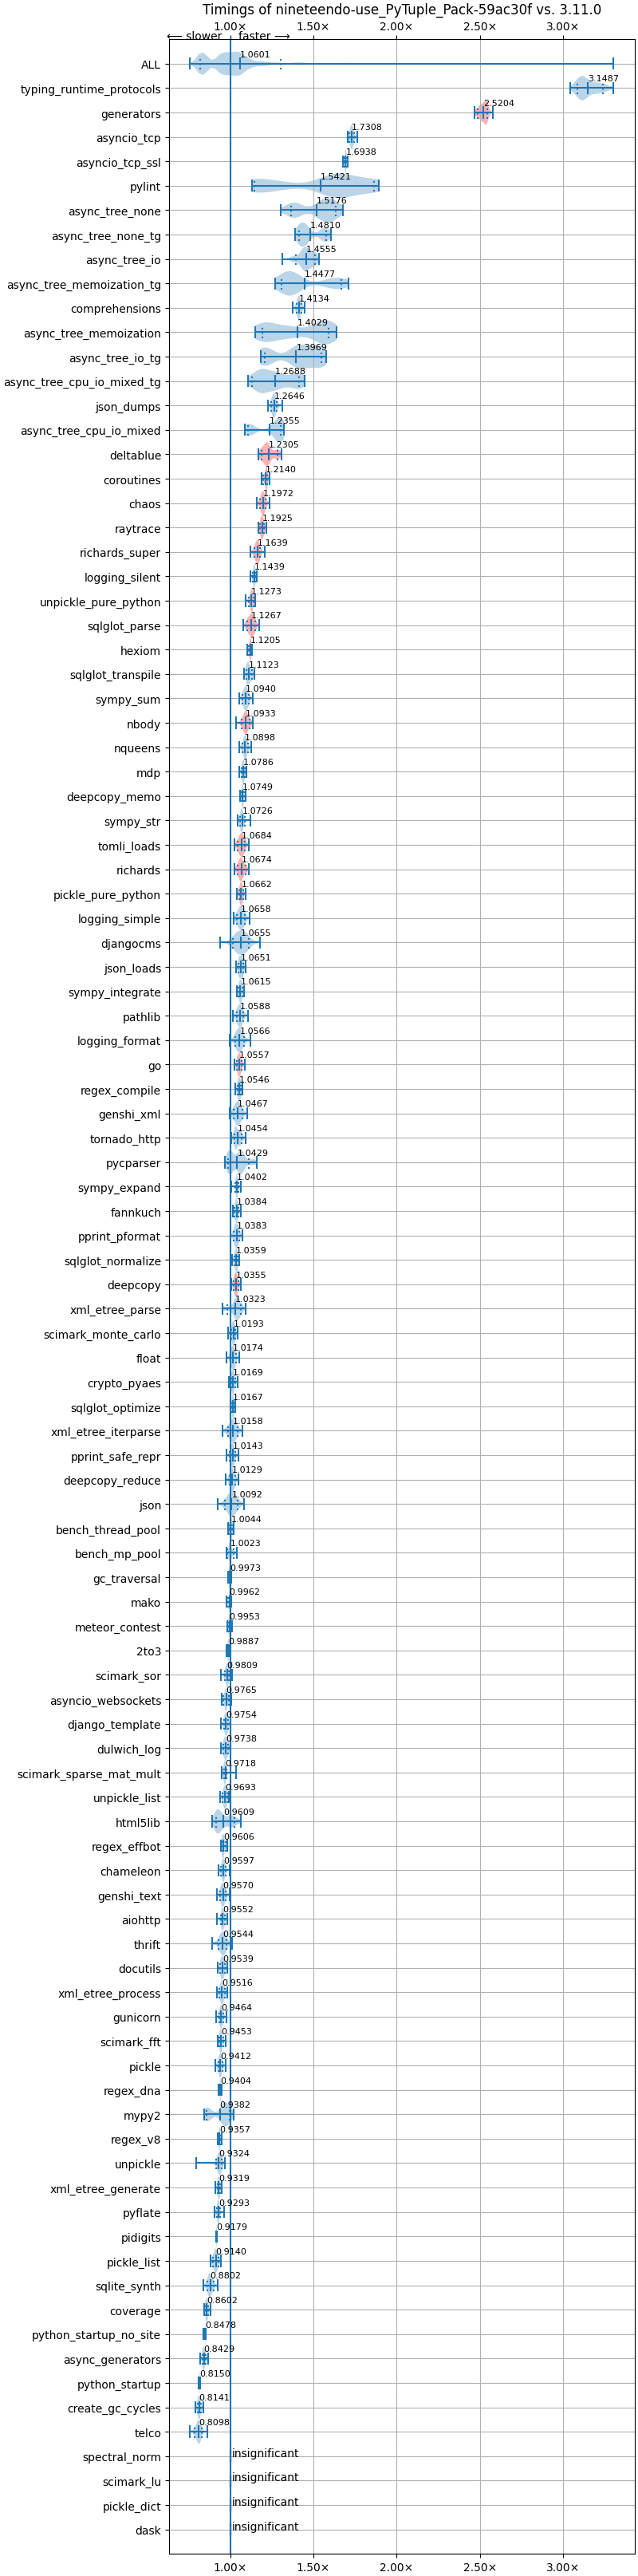 Timings of nineteendo-use_PyTuple_Pack-59ac30f vs. 3.11.0
1.00× 1.50× 2.00× 2.50× 3.00×
⟵ slower faster ⟶
ALL 1.0601
typing_runtime_protocols 3.1487
generators 2.5204
asyncio_tcp 1.7308
asyncio_tcp_ssl 1.6938
pylint 1.5421
async_tree_none 1.5176
async_tree_none_tg 1.4810
async_tree_io 1.4555
async_tree_memoization_tg 1.4477
comprehensions 1.4134
async_tree_memoization 1.4029
async_tree_io_tg 1.3969
async_tree_cpu_io_mixed_tg 1.2688
json_dumps 1.2646
async_tree_cpu_io_mixed 1.2355
deltablue 1.2305
coroutines 1.2140
chaos 1.1972
raytrace 1.1925
richards_super 1.1639
logging_silent 1.1439
unpickle_pure_python 1.1273
sqlglot_parse 1.1267
hexiom 1.1205
sqlglot_transpile 1.1123
sympy_sum 1.0940
nbody 1.0933
nqueens 1.0898
mdp 1.0786
deepcopy_memo 1.0749
sympy_str 1.0726
tomli_loads 1.0684
richards 1.0674
pickle_pure_python 1.0662
logging_simple 1.0658
djangocms 1.0655
json_loads 1.0651
sympy_integrate 1.0615
pathlib 1.0588
logging_format 1.0566
go 1.0557
regex_compile 1.0546
genshi_xml 1.0467
tornado_http 1.0454
pycparser 1.0429
sympy_expand 1.0402
fannkuch 1.0384
pprint_pformat 1.0383
sqlglot_normalize 1.0359
deepcopy 1.0355
xml_etree_parse 1.0323
scimark_monte_carlo 1.0193
float 1.0174
crypto_pyaes 1.0169
sqlglot_optimize 1.0167
xml_etree_iterparse 1.0158
pprint_safe_repr 1.0143
deepcopy_reduce 1.0129
json 1.0092
bench_thread_pool 1.0044
bench_mp_pool 1.0023
gc_traversal 0.9973
mako 0.9962
meteor_contest 0.9953
2to3 0.9887
scimark_sor 0.9809
asyncio_websockets 0.9765
django_template 0.9754
dulwich_log 0.9738
scimark_sparse_mat_mult 0.9718
unpickle_list 0.9693
html5lib 0.9609
regex_effbot 0.9606
chameleon 0.9597
genshi_text 0.9570
aiohttp 0.9552
thrift 0.9544
docutils 0.9539
xml_etree_process 0.9516
gunicorn 0.9464
scimark_fft 0.9453
pickle 0.9412
regex_dna 0.9404
mypy2 0.9382
regex_v8 0.9357
unpickle 0.9324
xml_etree_generate 0.9319
pyflate 0.9293
pidigits 0.9179
pickle_list 0.9140
sqlite_synth 0.8802
coverage 0.8602
python_startup_no_site 0.8478
async_generators 0.8429
python_startup 0.8150
create_gc_cycles 0.8141
telco 0.8098
spectral_norm insignificant
scimark_lu insignificant
pickle_dict insignificant
dask insignificant
1.00× 1.50× 2.00× 2.50× 3.00×